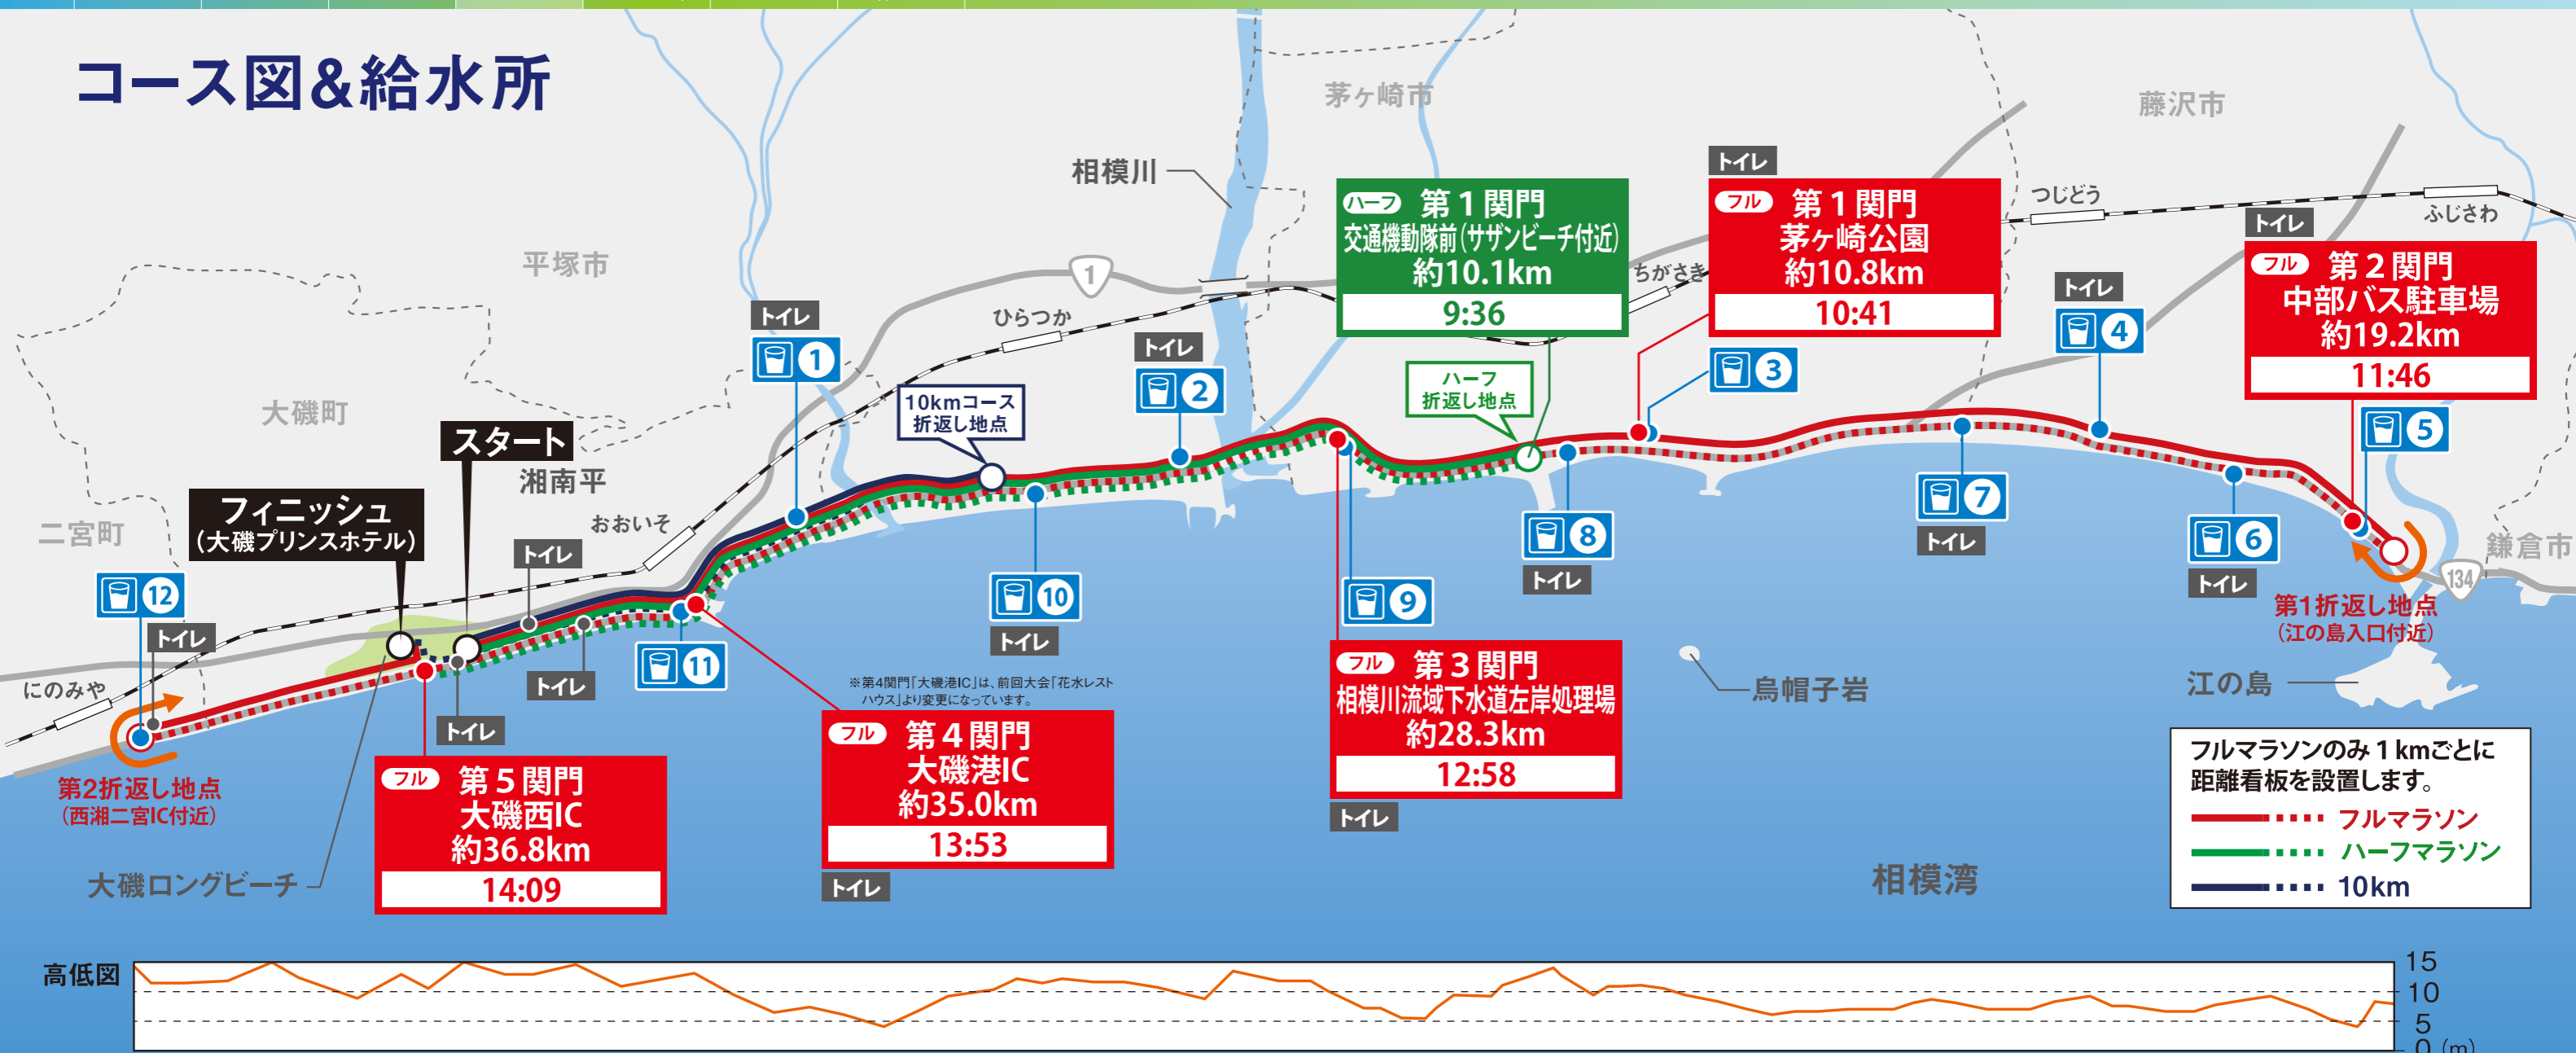 コース図&給水所
茅ヶ崎市
藤沢市
相模川
平塚市
大磯町
二宮町
鎌倉市
1
ひらつか
ちがさき
つじどう
ふじさわ
おおいそ
にのみや
湘南平
スタート
フィニッシュ
(大磯プリンスホテル)
10kmコース
折返し地点
ハーフ
折返し地点
ハーフ 第1関門
交通機動隊前(サザンビーチ付近)
約10.1km
9:36
トイレ
フル 第1関門
茅ヶ崎公園
約10.8km
10:41
トイレ
フル 第2関門
中部バス駐車場
約19.2km
11:46
トイレ
1
トイレ
2
3
トイレ
4
5
6
トイレ
7
トイレ
8
トイレ
9
10
トイレ
11
12
トイレ
トイレ
トイレ
トイレ
134
第1折返し地点
(江の島入口付近)
江の島
烏帽子岩
相模湾
フル 第3関門
相模川流域下水道左岸処理場
約28.3km
12:58
トイレ
※第4関門「大磯港IC」は、前回大会「花水レスト
ハウス」より変更になっています。
フル 第4関門
大磯港IC
約35.0km
13:53
トイレ
フル 第5関門
大磯西IC
約36.8km
14:09
第2折返し地点
(西湘二宮IC付近)
大磯ロングビーチ
フルマラソンのみ1kmごとに
距離看板を設置します。
フルマラソン
ハーフマラソン
10km
高低図
15
10
5
0 (m)